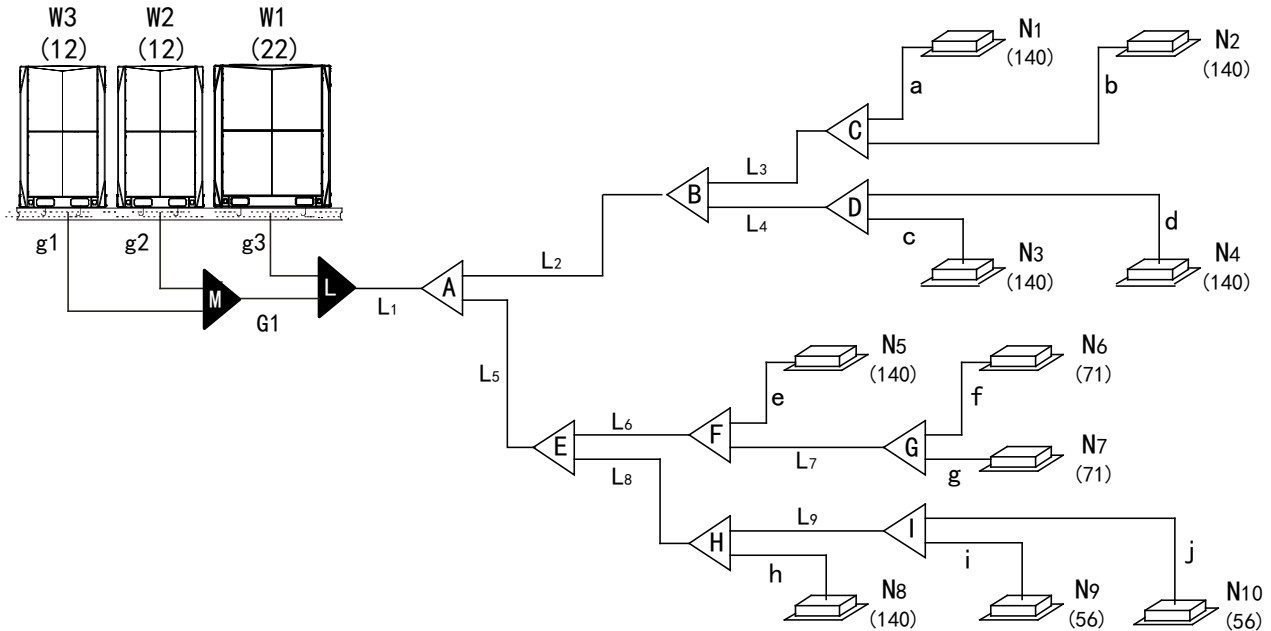 W3 W2 W1
(12) (12) (22)
N1
(140)
N2
(140)
a
b
C
L3
B
L4
D
c
d
N3
(140)
N4
(140)
g1
g2
g3
M
G1
L
L1
A
L2
L5
N5
(140)
N6
(71)
e
f
L6
F
E
L7
G
g
N7
(71)
L8
L9
I
H
h
i
j
N8
(140)
N9
(56)
N10
(56)